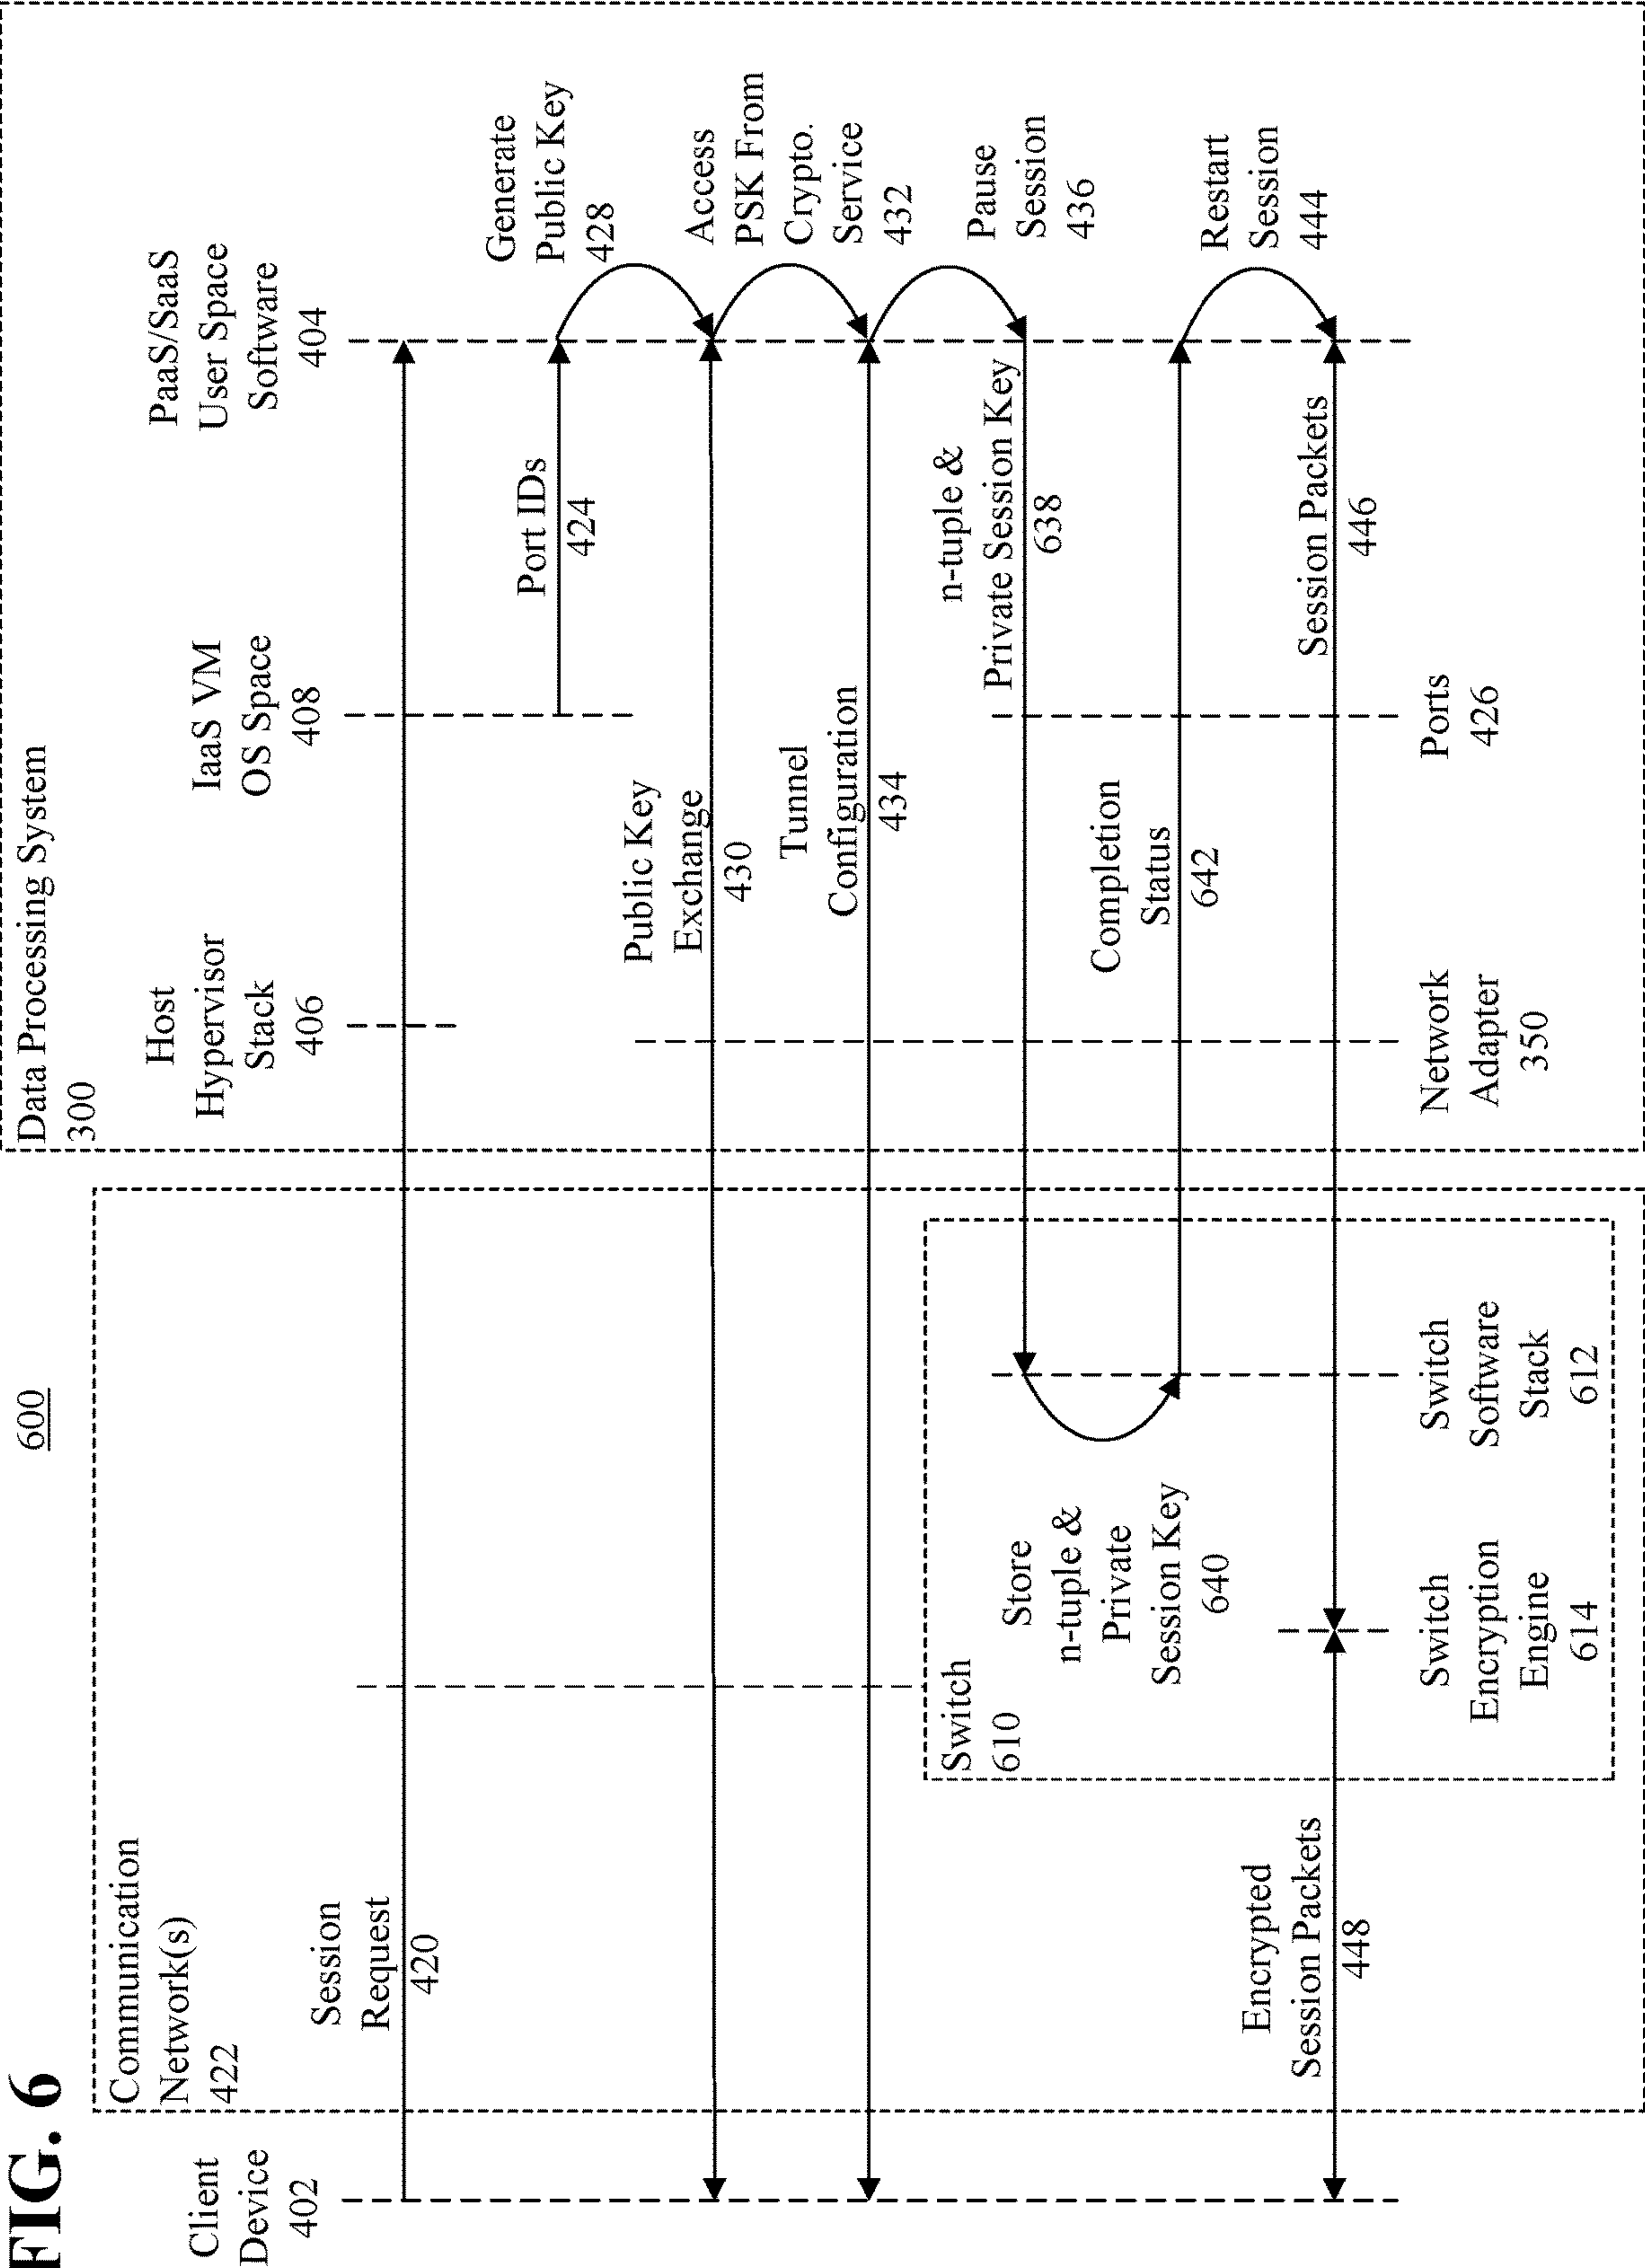 FIG. 6
600
Client
Device
402
Communication
Network(s)
422
Data Processing System
300
Host
Hypervisor
Stack
406
IaaS VM
OS Space
408
PaaS/SaaS
User Space
Software
404
Session
Request
420
Port IDs
424
Generate
Public Key
428
Public Key
Exchange
430
Access
PSK From
Crypto.
Service
432
Tunnel
Configuration
434
Pause
Session
436
n-tuple &
Private Session Key
638
Switch
610
Store
n-tuple &
Private
Session Key
640
Completion
Status
642
Restart
Session
444
Session Packets
446
Encrypted
Session Packets
448
Switch
Encryption
Engine
614
Switch
Software
Stack
612
Network
Adapter
350
Ports
426